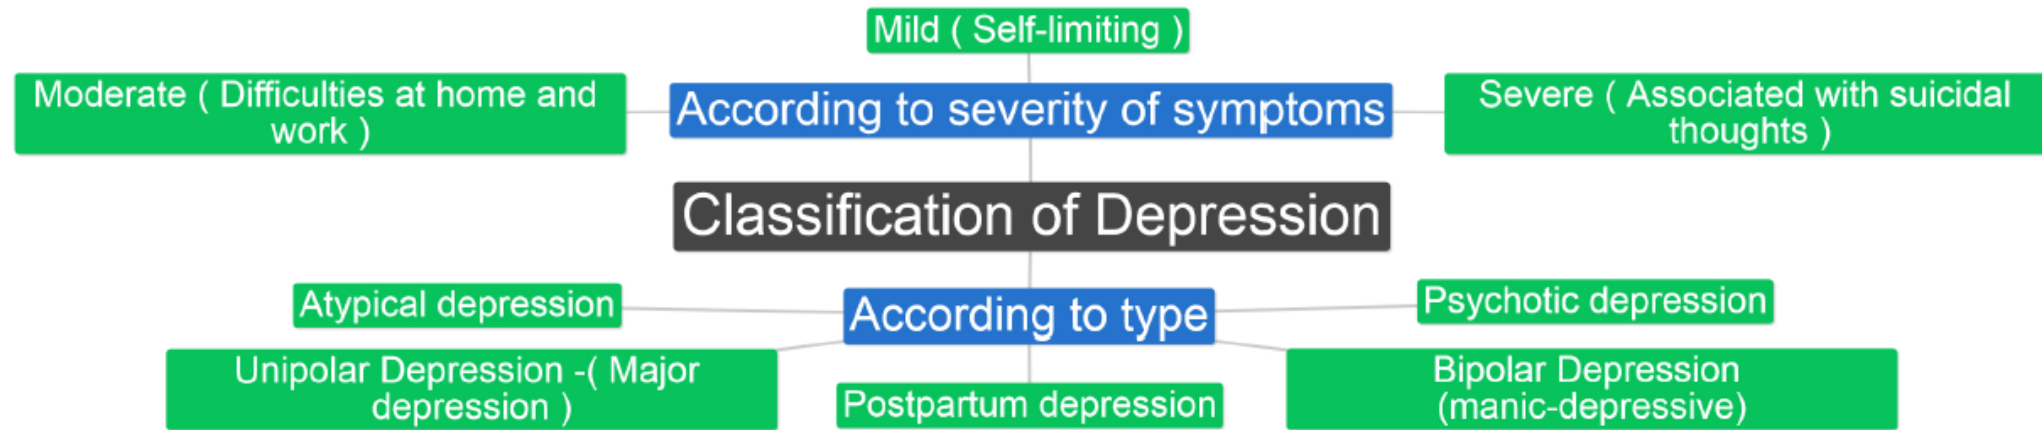 Mild ( Self-limiting )
Moderate ( Difficulties at home and
work )
According to severity of symptoms
Severe ( Associated with suicidal
thoughts )
Classification of Depression
Atypical depression
According to type
Psychotic depression
Unipolar Depression -( Major
depression )
Postpartum depression
Bipolar Depression
(manic-depressive)